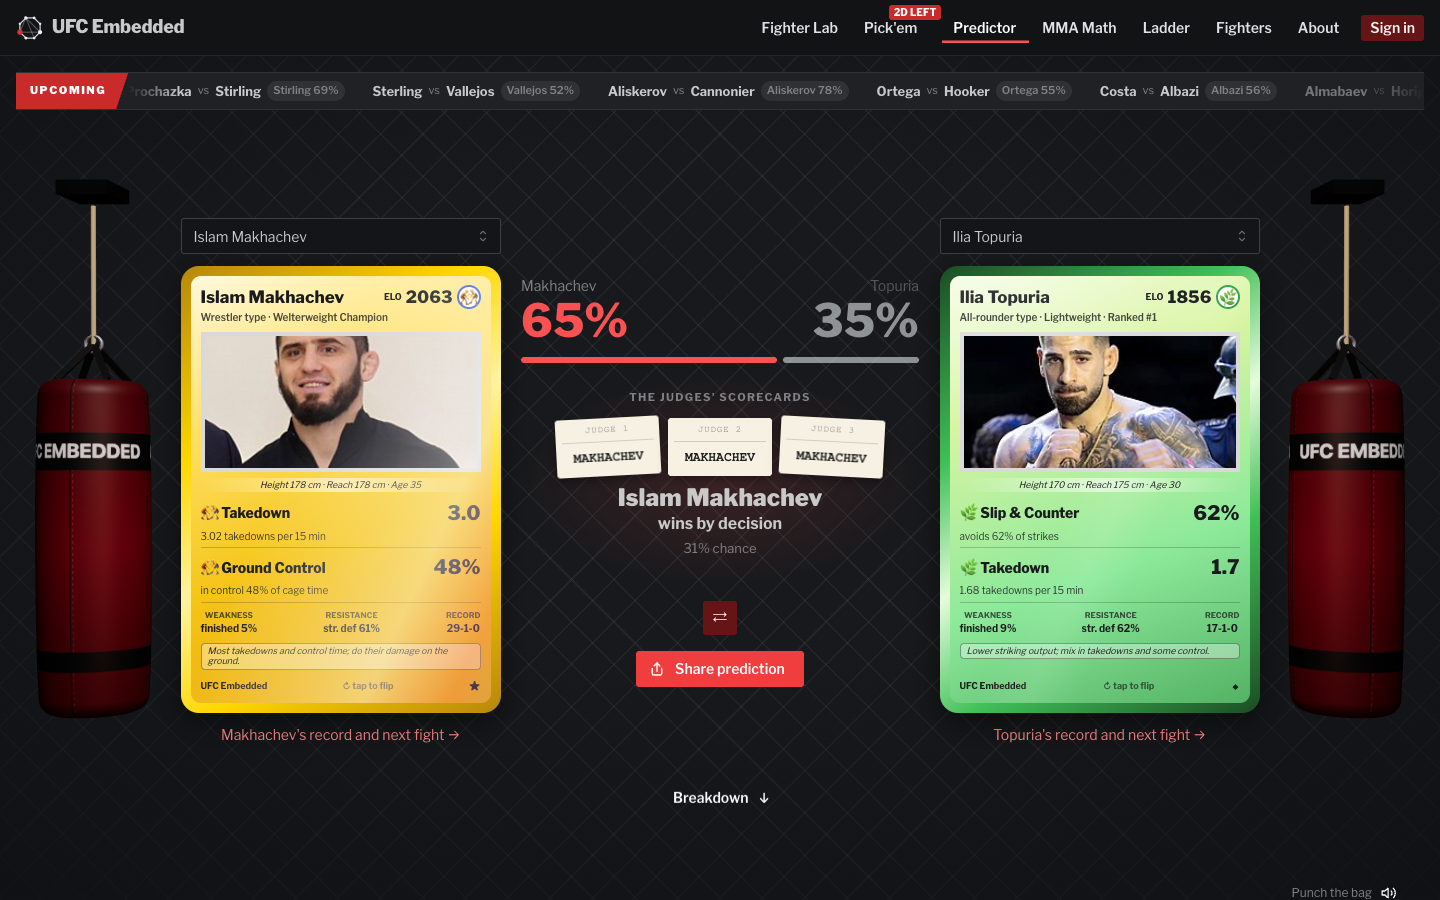 UFC Embedded
Fighter Lab
Pick'em
2D LEFT
Predictor
MMA Math
Ladder
Fighters
About
Sign in
UPCOMING
Prochazka vs Stirling Stirling 69%
Sterling vs Vallejos Vallejos 52%
Aliskerov vs Cannonier Aliskerov 78%
Ortega vs Hooker Ortega 55%
Costa vs Albazi Albazi 56%
Almabaev vs
Islam Makhachev
Islam Makhachev ELO 2063
Wrestler type · Welterweight Champion
Height 178 cm · Reach 178 cm · Age 35
Takedown 3.0
3.02 takedowns per 15 min
Ground Control 48%
in control 48% of cage time
WEAKNESS RESISTANCE RECORD
finished 5% str. def 61% 29-1-0
Most takedowns and control time; do their damage on the
ground.
UFC Embedded tap to flip
Makhachev's record and next fight →
Makhachev Topuria
65% 35%
THE JUDGES' SCORECARDS
JUDGE 1
MAKHACHEV
JUDGE 2
MAKHACHEV
JUDGE 3
MAKHACHEV
Islam Makhachev
wins by decision
31% chance
Share prediction
Ilia Topuria
Ilia Topuria ELO 1856
All-rounder type · Lightweight · Ranked #1
Height 170 cm · Reach 175 cm · Age 30
Slip & Counter 62%
avoids 62% of strikes
Takedown 1.7
1.68 takedowns per 15 min
WEAKNESS RESISTANCE RECORD
finished 9% str. def 62% 17-1-0
Lower striking output; mix in takedowns and some control.
UFC Embedded tap to flip
Topuria's record and next fight →
C EMBEDDED
UFC EMBEDD
Breakdown ↓
Punch the bag